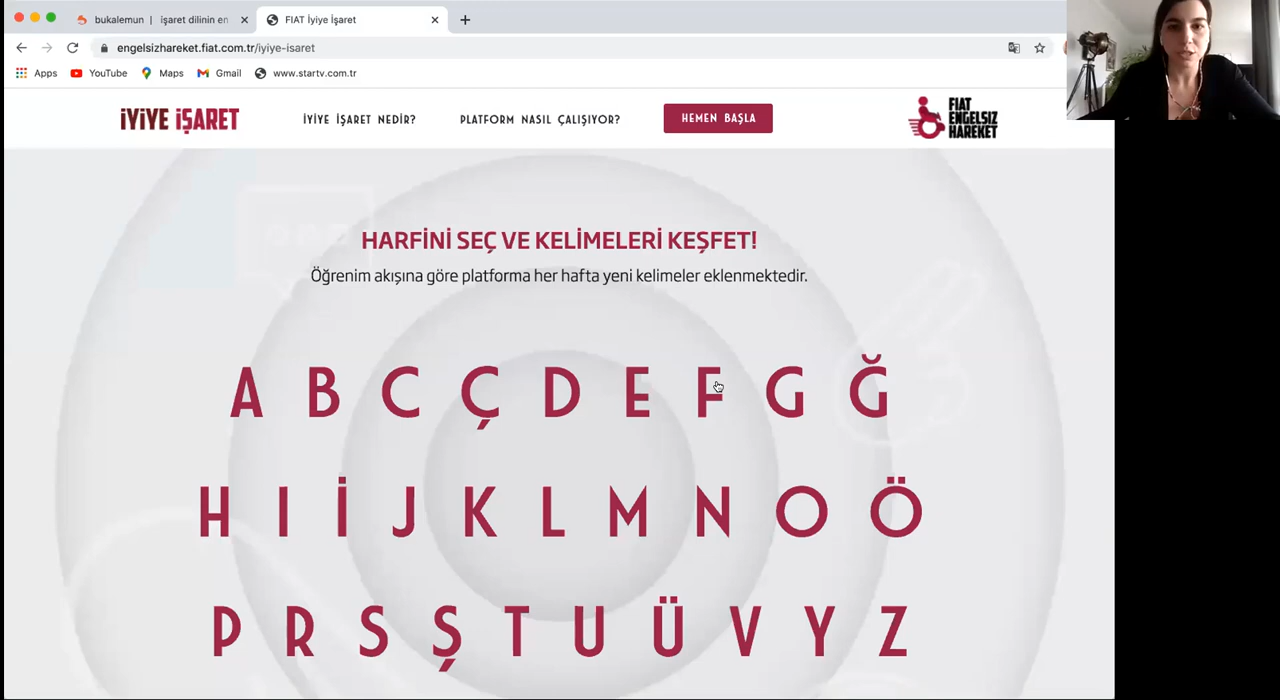 bukalemun | işaret dilinin en
FIAT İyiye İşaret
engelsizhareket.fiat.com.tr/iyiye-isaret
Apps YouTube Maps Gmail www.startv.com.tr
İYİYE İŞARET
İYİYE İŞARET NEDİR?
PLATFORM NASIL ÇALIŞIYOR?
HEMEN BAŞLA
FIAT
ENGELSIZ
HAREKET
HARFİNİ SEÇ VE KELİMELERİ KEŞFET!
Öğrenim akışına göre platforma her hafta yeni kelimeler eklenmektedir.
A B C Ç D E F G Ğ
H I İ J K L M N O Ö
P R S Ş T U Ü V Y Z